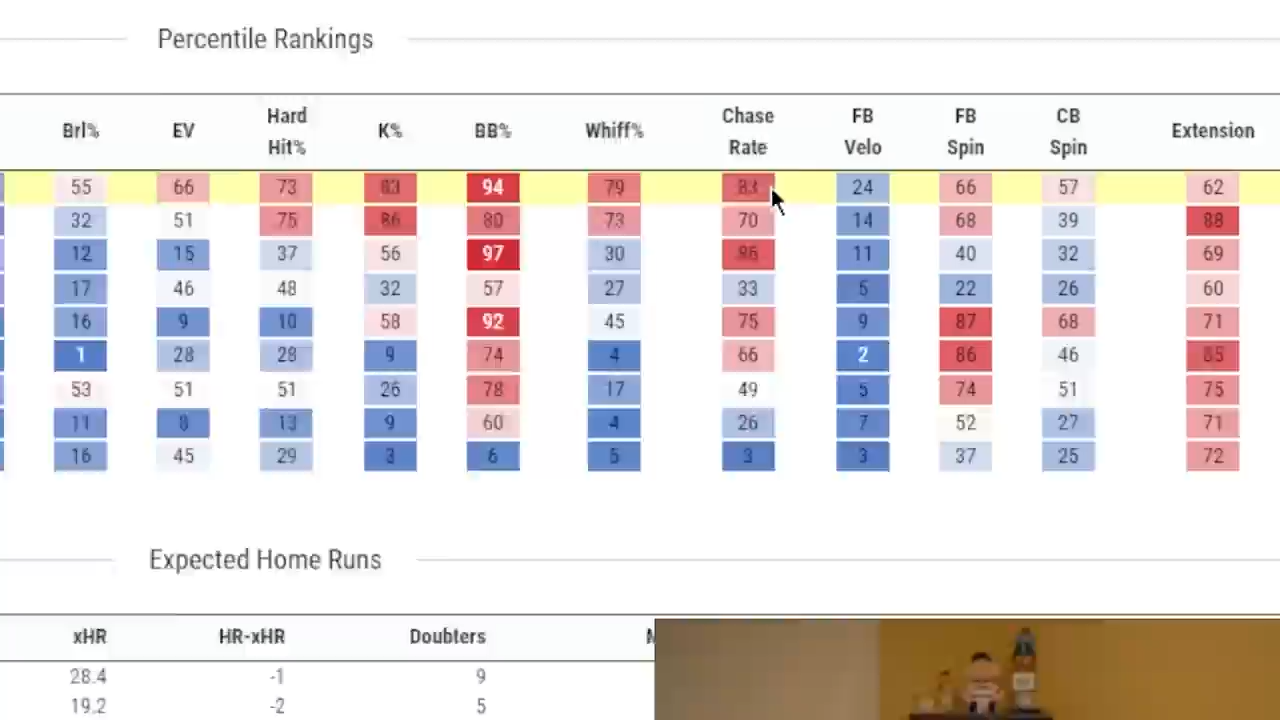 Percentile Rankings
Brl% EV Hard Hit% K% BB% Whiff% Chase Rate FB Velo FB Spin CB Spin Extension
55 66 73 83 94 79 83 24 66 57 62
32 51 75 86 80 73 70 14 68 39 88
12 15 37 56 97 30 86 11 40 32 69
17 46 48 32 57 27 33 5 22 26 60
16 9 10 58 92 45 75 9 87 68 71
1 28 28 9 74 4 66 2 86 46 85
53 51 51 26 78 17 49 5 74 51 75
11 8 13 9 60 4 26 7 52 27 71
16 45 29 3 6 5 3 3 37 25 72
Expected Home Runs
xHR HR-xHR Doubters
28.4 -1 9
19.2 -2 5